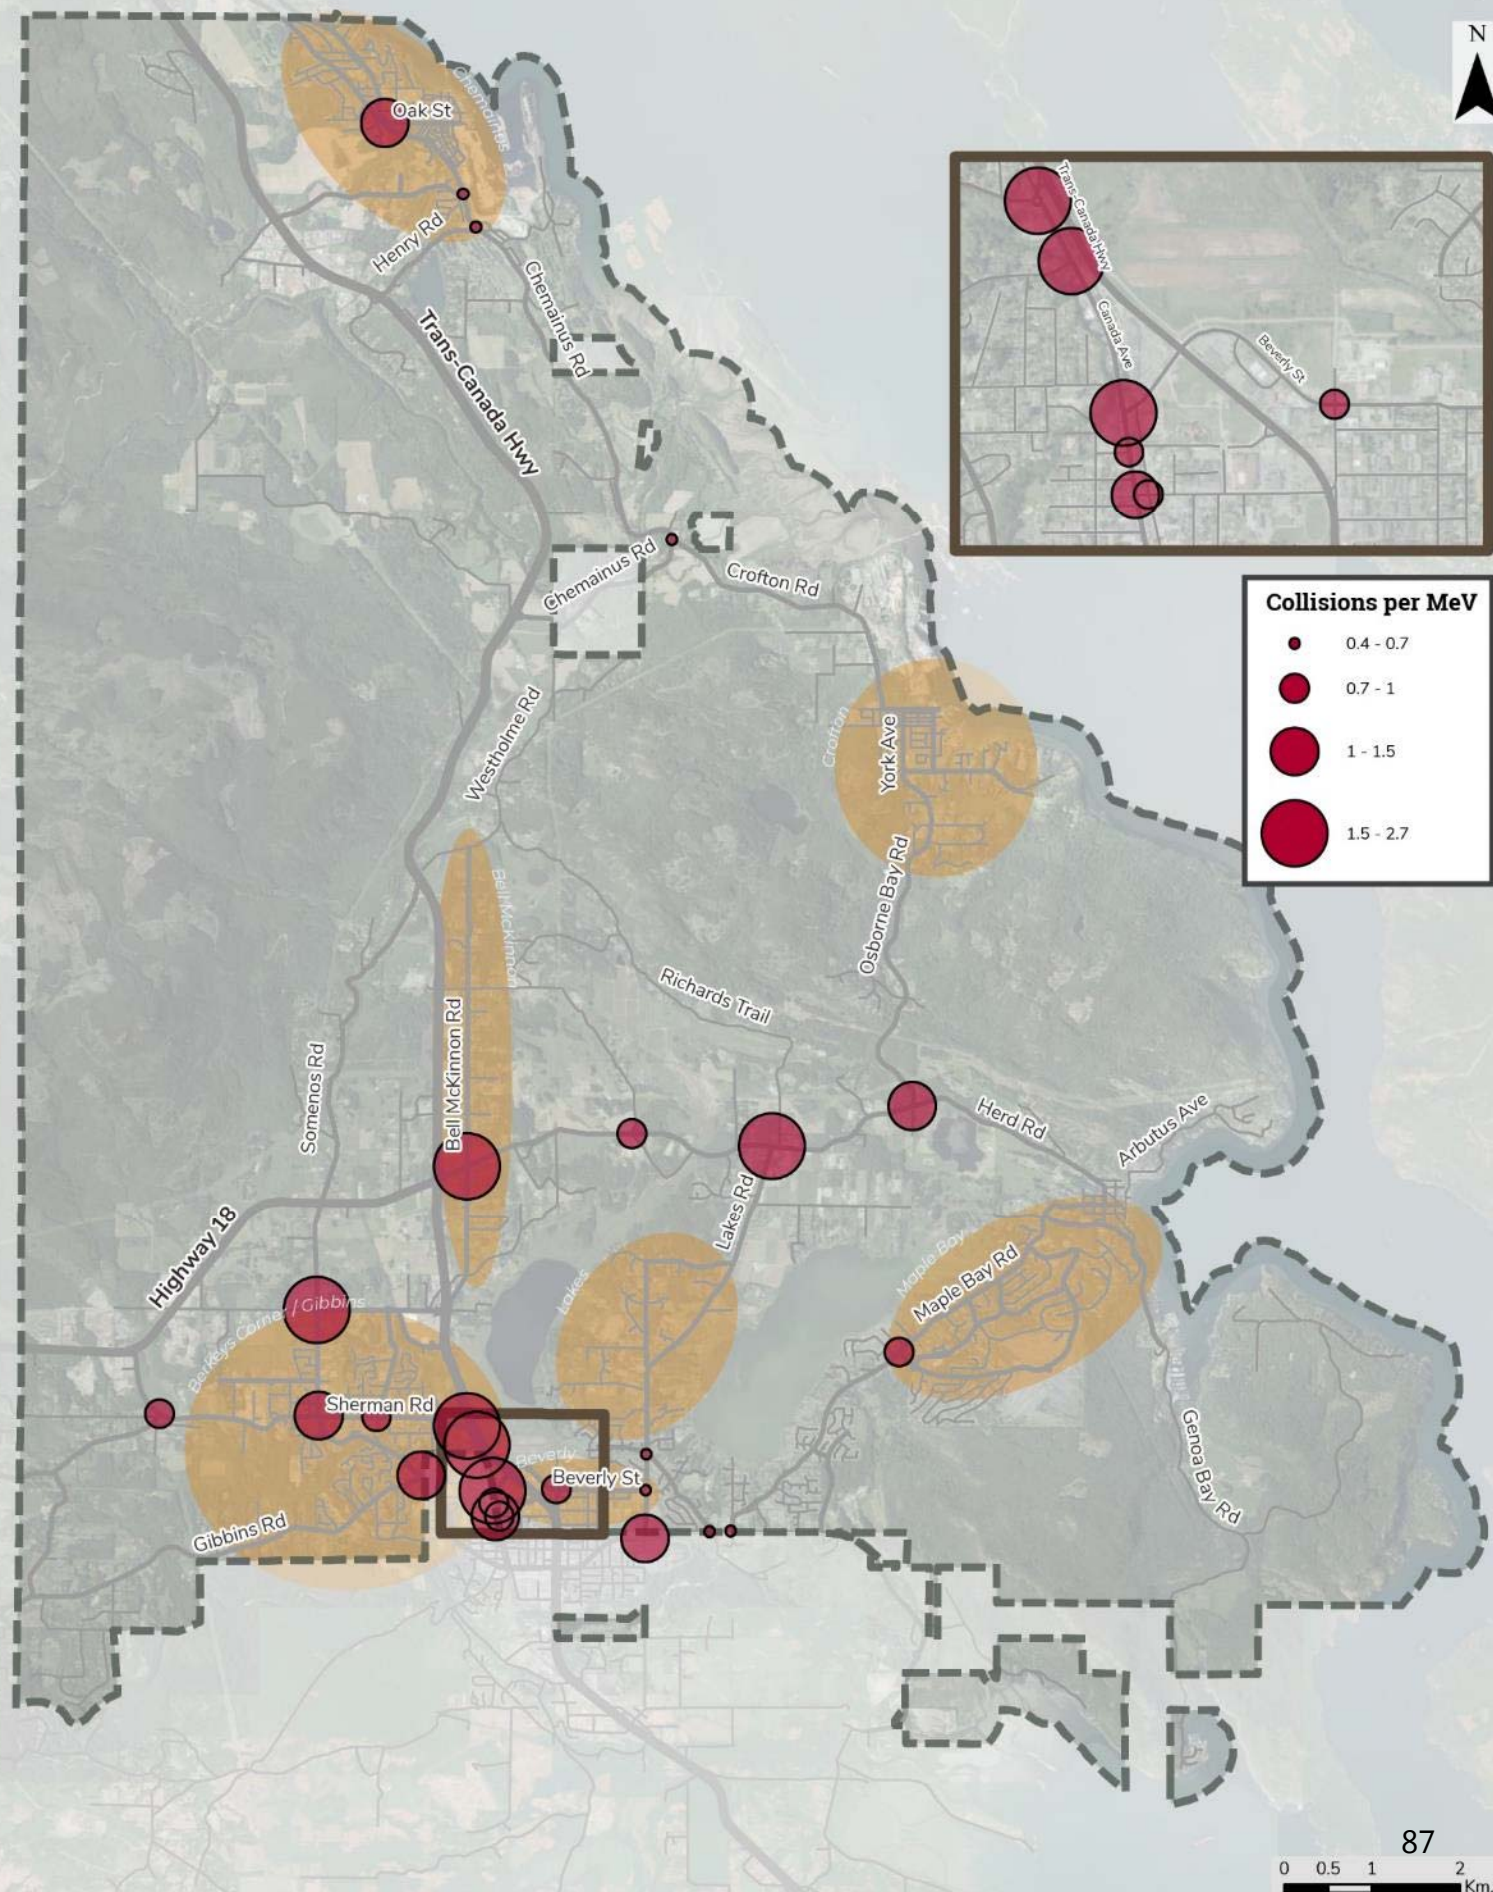 N
Oak St
Chemainus
Henry Rd
Chemainus Rd
Trans-Canada Hwy
Trans-Canada Hwy
Canada Ave
Beverly St
Collisions per MeV
0.4 - 0.7
0.7 - 1
1 - 1.5
1.5 - 2.7
Chemainus Rd
Crofton Rd
Westholme Rd
Crofton
York Ave
Osborne Bay Rd
Bell McKinnon
Richards Trail
Bell McKinnon Rd
Somenos Rd
Herd Rd
Arbutus Ave
Lakes Rd
Highway 18
Lakes
Maple Bay
Maple Bay Rd
Berkeys Corner / Gibbins
Sherman Rd
Beverly
Beverly St
Gibbins Rd
Genoa Bay Rd
87
0 0.5 1 2
Km.